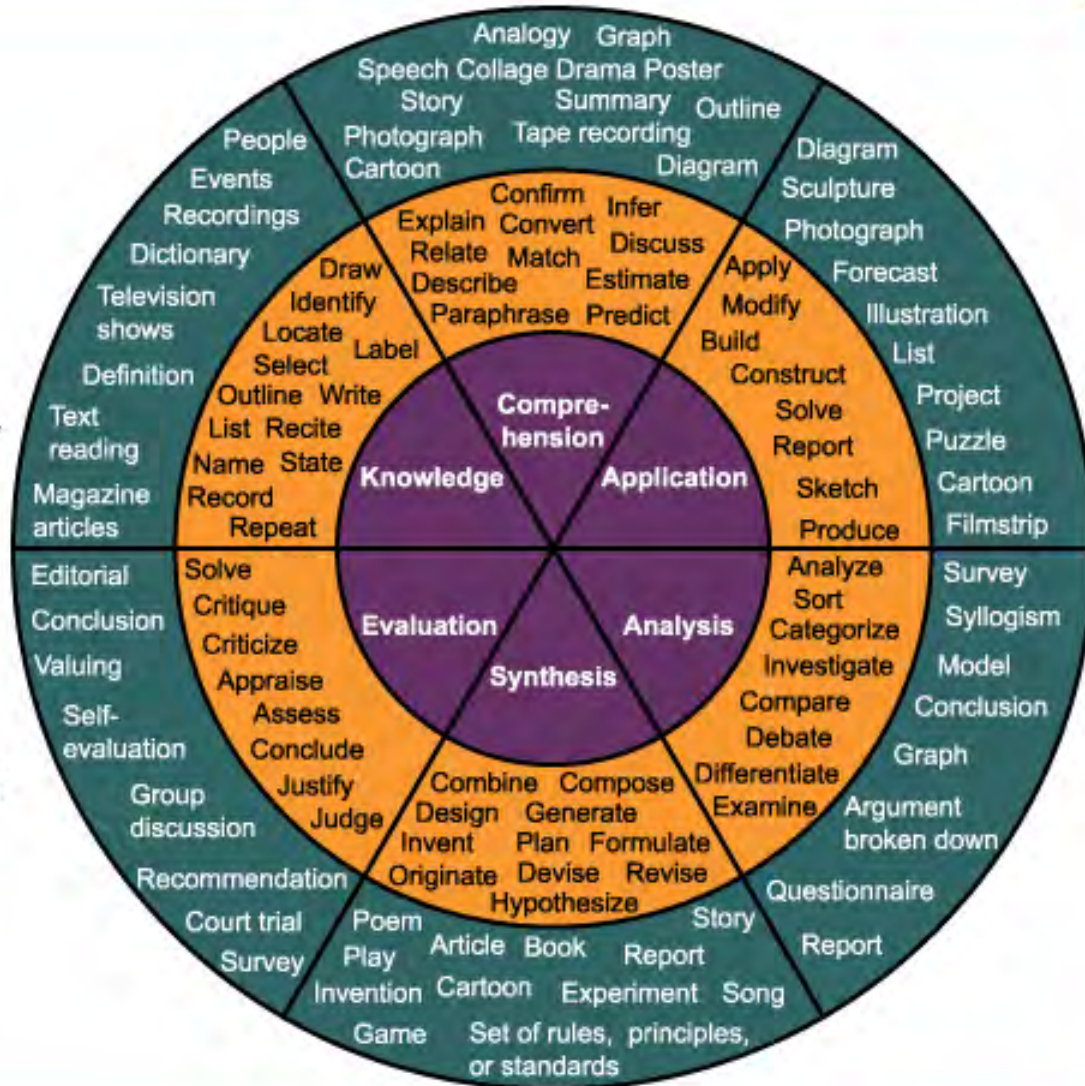 Analogy Graph
Speech Collage Drama Poster
Story Summary Outline
Photograph Tape recording
Cartoon Diagram
Confirm Infer
Explain Convert
Relate Match Discuss
Describe Estimate
Paraphrase Predict
Compre-
hension
Diagram
Sculpture
Photograph
Forecast
Illustration
List
Project
Puzzle
Cartoon
Filmstrip
Apply
Modify
Build
Construct
Solve
Report
Sketch
Produce
Application
Survey
Syllogism
Model
Conclusion
Graph
Argument
broken down
Questionnaire
Report
Analyze
Sort
Categorize
Investigate
Compare
Debate
Differentiate
Examine
Analysis
Synthesis
Combine Compose
Design Generate
Invent Plan Formulate
Originate Devise Revise
Hypothesize
Poem Story
Play Article Book Report
Invention Cartoon Experiment Song
Game Set of rules, principles,
or standards
Evaluation
Solve
Critique
Criticize
Appraise
Assess
Conclude
Justify
Judge
Editorial
Conclusion
Valuing
Self-
evaluation
Group
discussion
Recommendation
Court trial
Survey
People
Events
Recordings
Dictionary
Television
shows
Definition
Text
reading
Magazine
articles
Draw
Identify
Locate
Select Label
Outline Write
List Recite
Name State
Record
Repeat
Knowledge